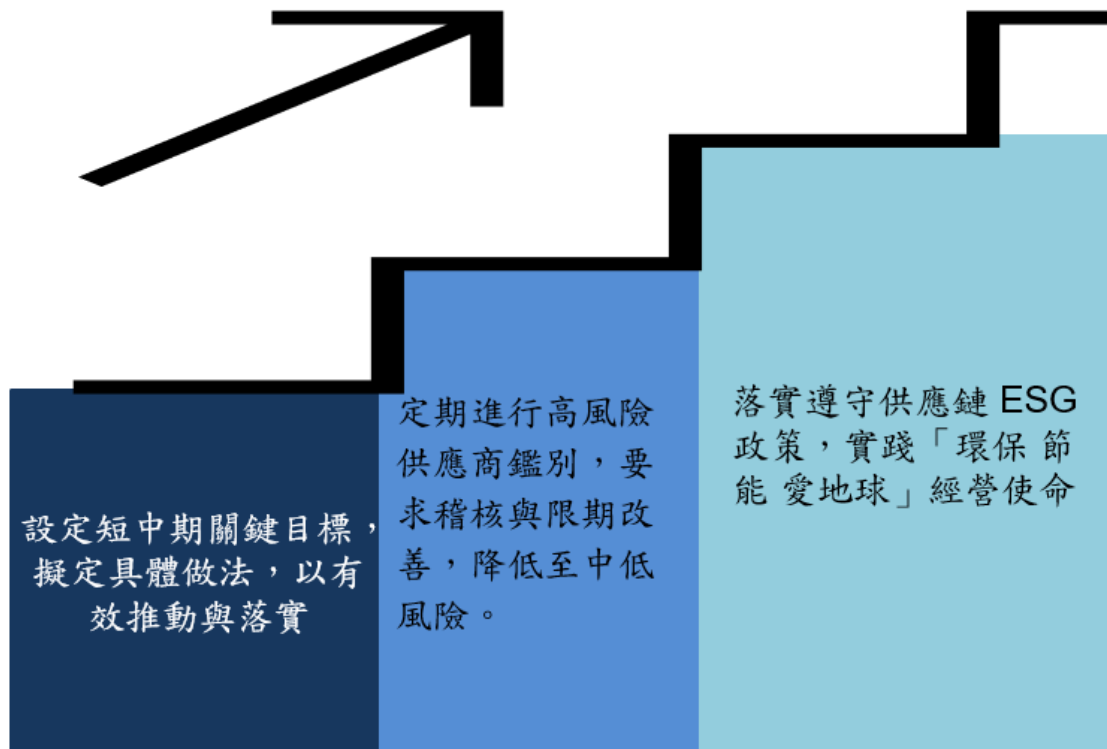 設定短中期關鍵目標，
擬定具體做法，以有
效推動與落實
定期進行高風險
供應商鑑別，要
求稽核與限期改
善，降低至中低
風險。
落實遵守供應鏈 ESG
政策，實踐「環保 節
能 愛地球」經營使命